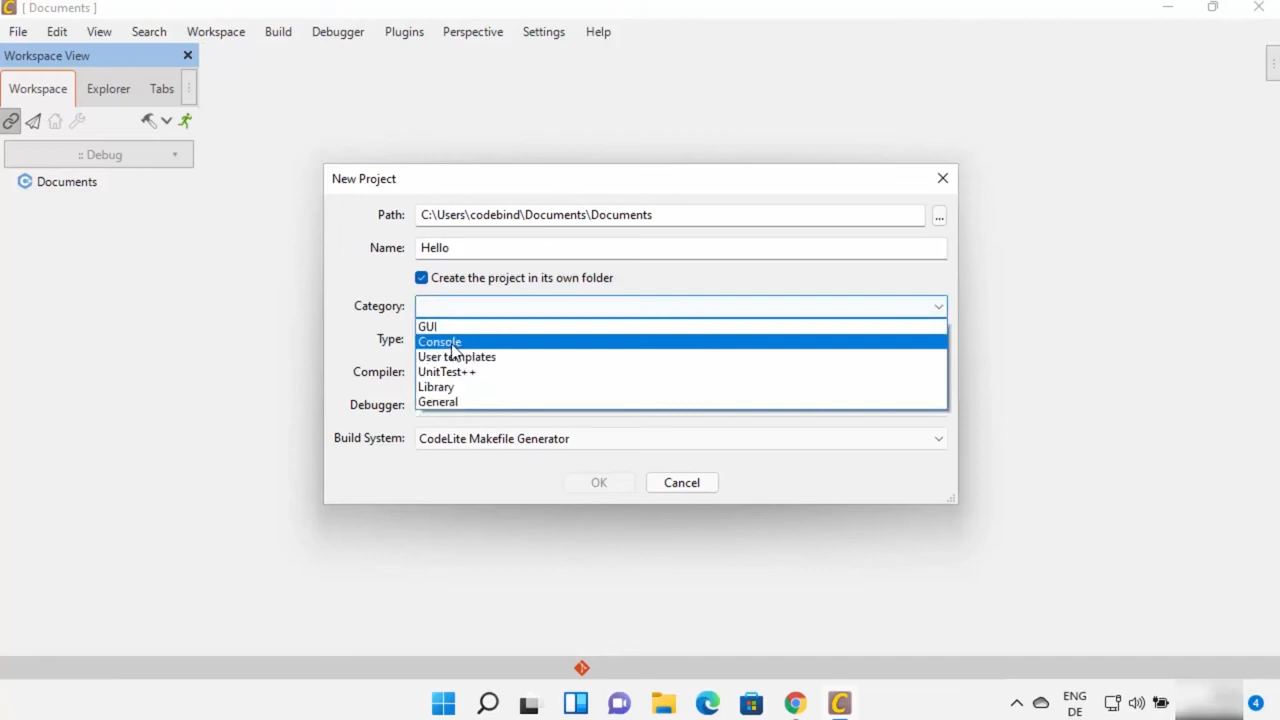 [ Documents ]
File Edit View Search Workspace Build Debugger Plugins Perspective Settings Help
Workspace View
Workspace Explorer Tabs
:: Debug
Documents
New Project
Path: C:\Users\codebind\Documents\Documents ...
Name: Hello
Create the project in its own folder
Category:
GUI
Console
User templates
UnitTest++
Library
General
Type:
Compiler:
Debugger:
Build System: CodeLite Makefile Generator
OK Cancel
ENG
DE
4